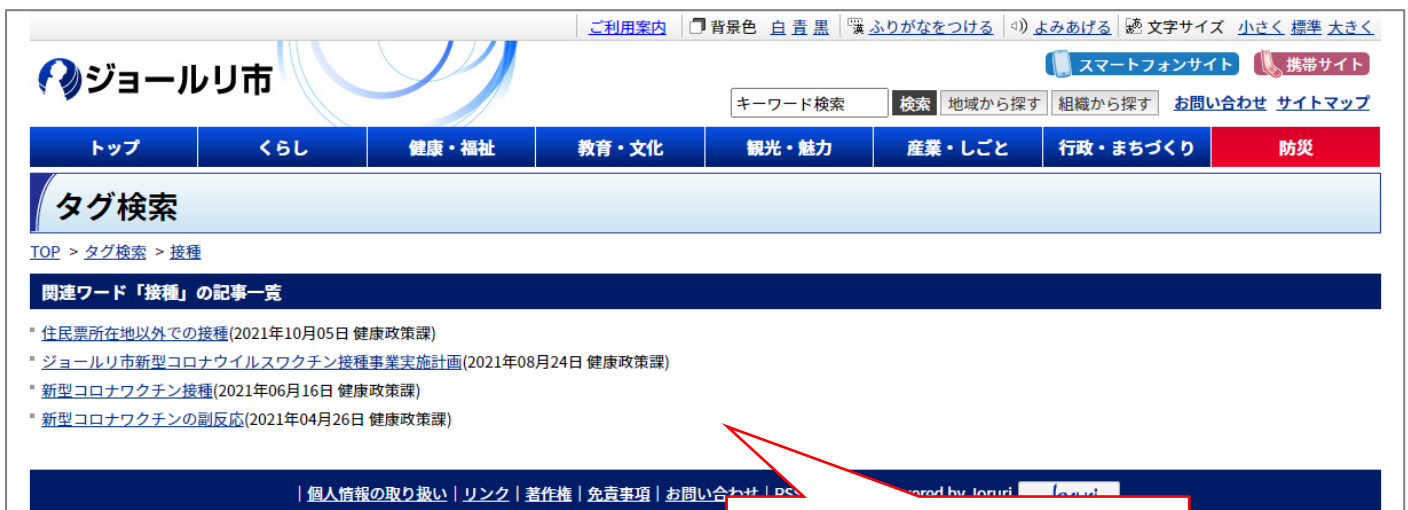 ご利用案内 背景色 白 青 黒 ふりがなをつける よみあげる 文字サイズ 小さく 標準 大きく
ジョールリ市
スマートフォンサイト 携帯サイト
キーワード検索 検索 地域から探す 組織から探す お問い合わせ サイトマップ
トップ くらし 健康・福祉 教育・文化 観光・魅力 産業・しごと 行政・まちづくり 防災
タグ検索
TOP > タグ検索 > 接種
関連ワード「接種」の記事一覧
住民票所在地以外での接種(2021年10月05日 健康政策課)
ジョールリ市新型コロナウイルスワクチン接種事業実施計画(2021年08月24日 健康政策課)
新型コロナワクチン接種(2021年06月16日 健康政策課)
新型コロナワクチンの副反応(2021年04月26日 健康政策課)
| 個人情報の取り扱い | リンク | 著作権 | 免責事項 | お問い合わせ | by Joruri